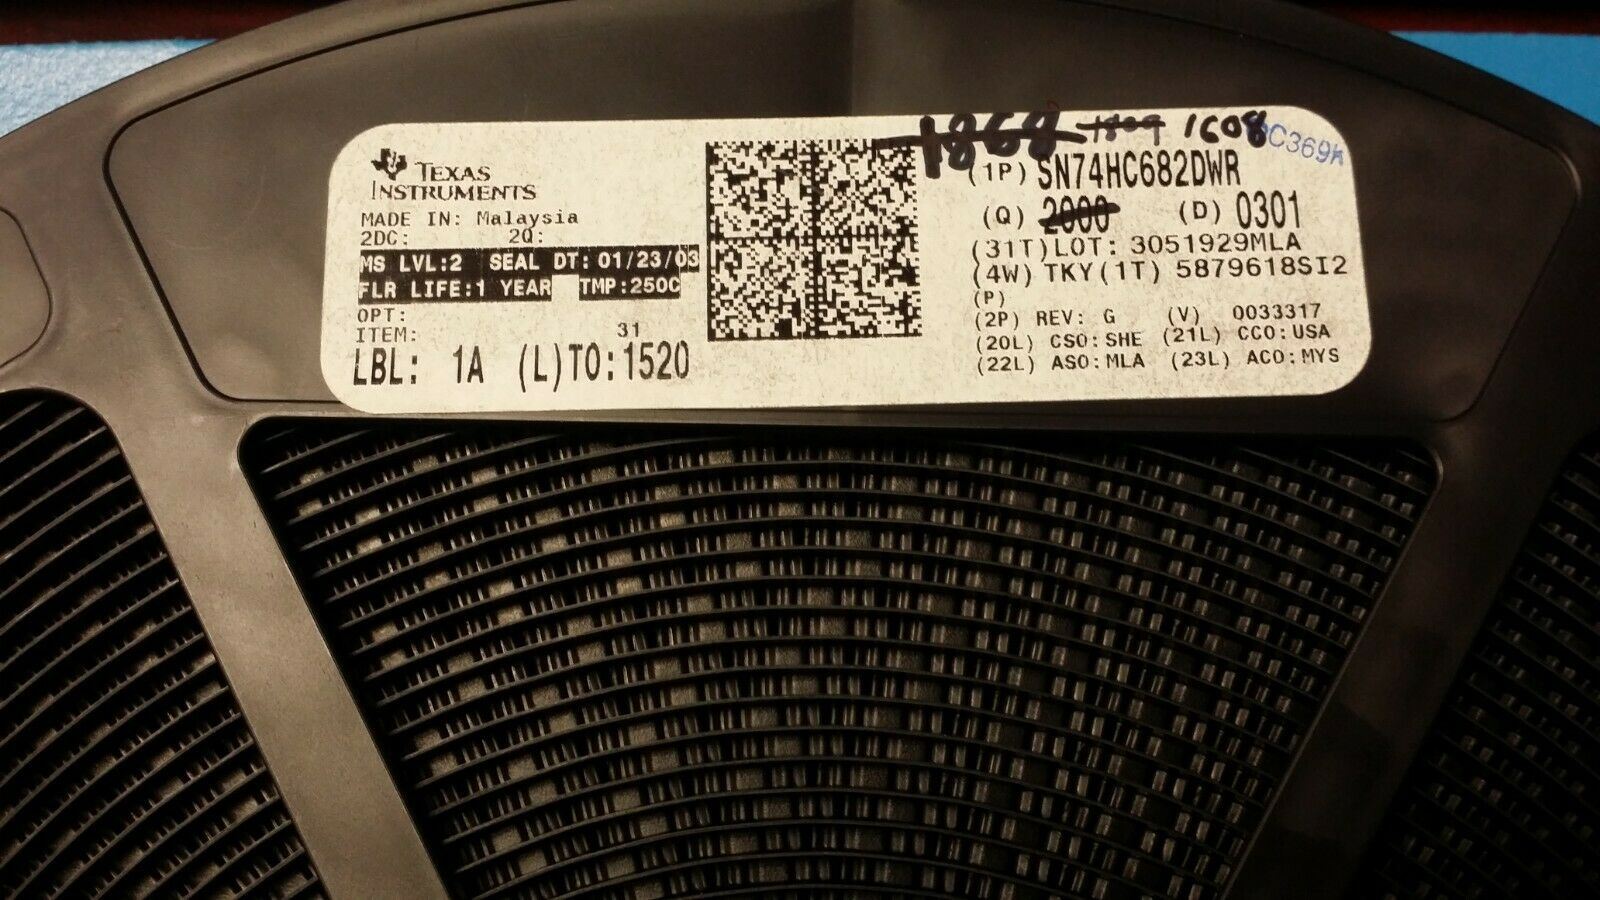 TEXAS
INSTRUMENTS
MADE IN: Malaysia
2DC: 2Q:
MS LVL:2 SEAL DT: 01/23/03
FLR LIFE:1 YEAR TMP:250C
OPT:
ITEM: 31
LBL: 1A (L)TO:1520
1868 1809 1608
(1P) SN74HC682DWR
(Q) 2000 (D) 0301
(31T)LOT: 3051929MLA
(4W) TKY(1T) 5879618SI2
(P)
(2P) REV: G (V) 0033317
(20L) CSO:SHE (21L) CCO:USA
(22L) ASO:MLA (23L) ACO:MYS